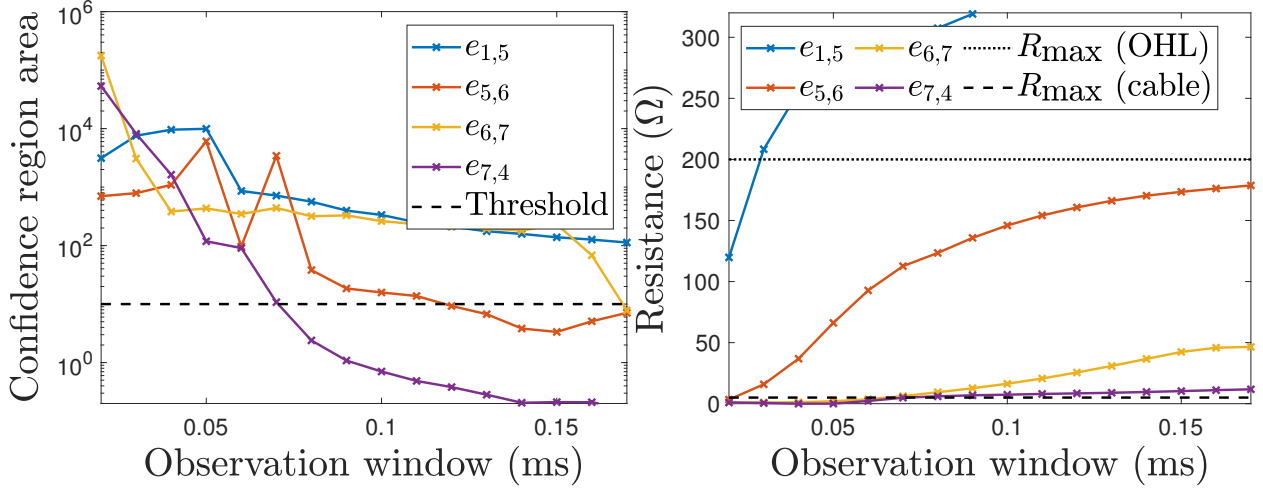 Confidence region area
10^6
10^4
10^2
10^0
e_{1,5}
e_{5,6}
e_{6,7}
e_{7,4}
Threshold
0.05
0.1
0.15
Observation window (ms)
Resistance (Ω)
300
250
200
150
100
50
0
e_{1,5}
e_{6,7}
R_max (OHL)
e_{5,6}
e_{7,4}
R_max (cable)
0.05
0.1
0.15
Observation window (ms)